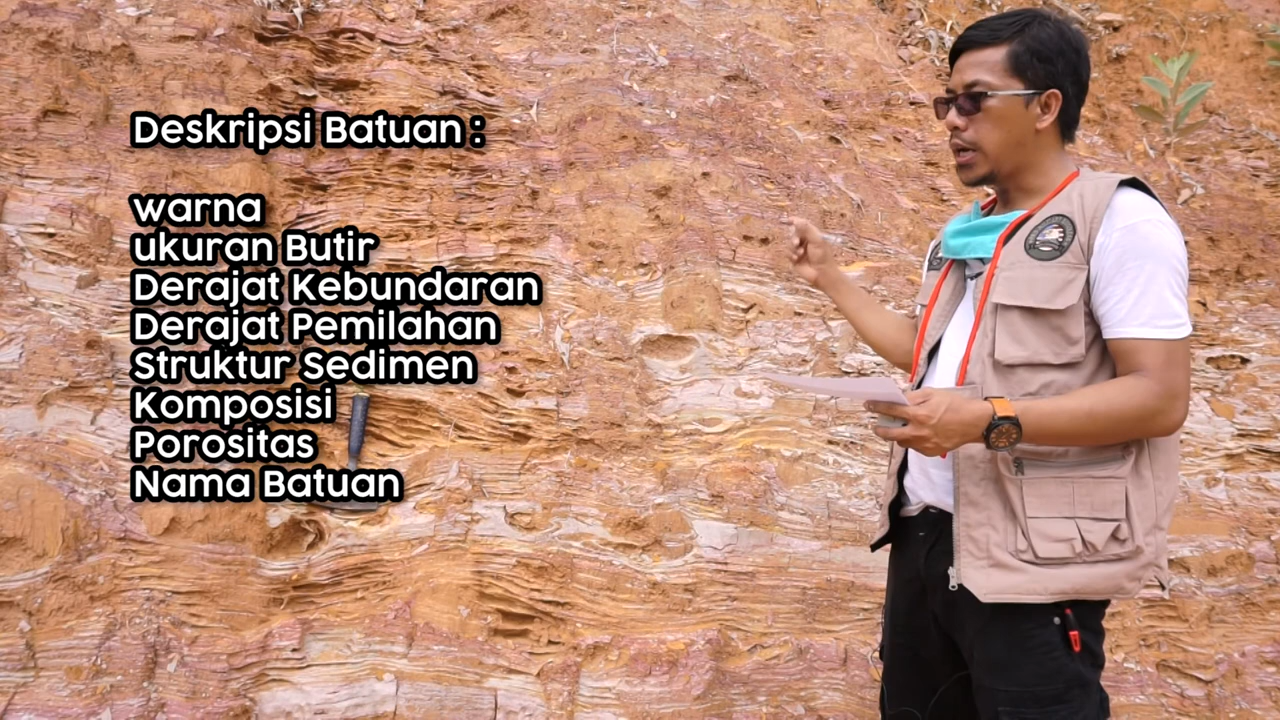 Deskripsi Batuan :
warna
ukuran Butir
Derajat Kebundaran
Derajat Pemilahan
Struktur Sedimen
Komposisi
Porositas
Nama Batuan